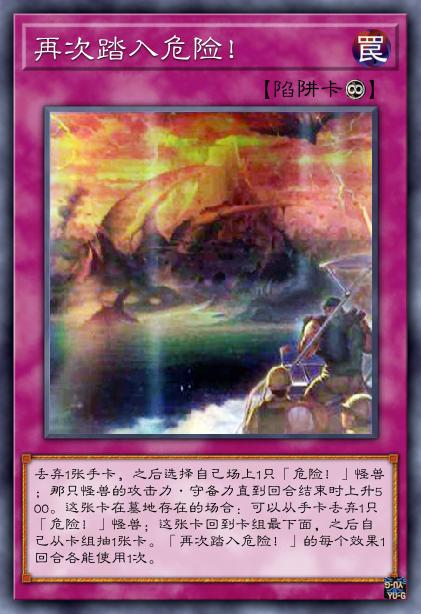 再次踏入危险!
罠
【陷阱卡♾】
丢弃1张手卡，之后选择自己场上1只「危险！」怪兽
；那只怪兽的攻击力·守备力直到回合结束时上升5
00。这张卡在墓地存在的场合：可以从手卡丢弃1只
「危险！」怪兽；这张卡回到卡组最下面，之后自
己从卡组抽1张卡。「再次踏入危险！」的每个效果1
回合各能使用1次。